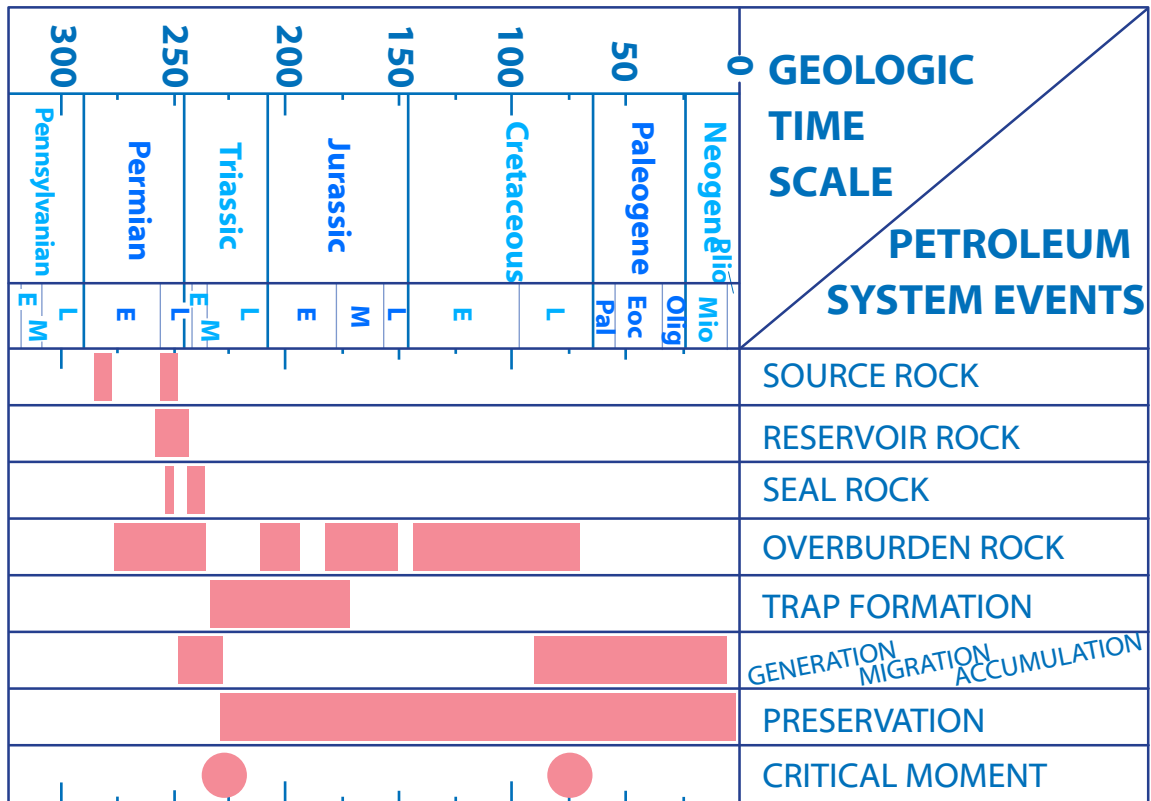 300
250
200
150
100
50
0
GEOLOGIC
TIME
SCALE
PETROLEUM
SYSTEM EVENTS
Pennsylvanian
Permian
Triassic
Jurassic
Cretaceous
Paleogene
Neogene
Plio
E
M
L
E
L
E
M
L
E
M
L
E
L
Pal
Eoc
Olig
Mio
SOURCE ROCK
RESERVOIR ROCK
SEAL ROCK
OVERBURDEN ROCK
TRAP FORMATION
GENERATION
MIGRATION
ACCUMULATION
PRESERVATION
CRITICAL MOMENT